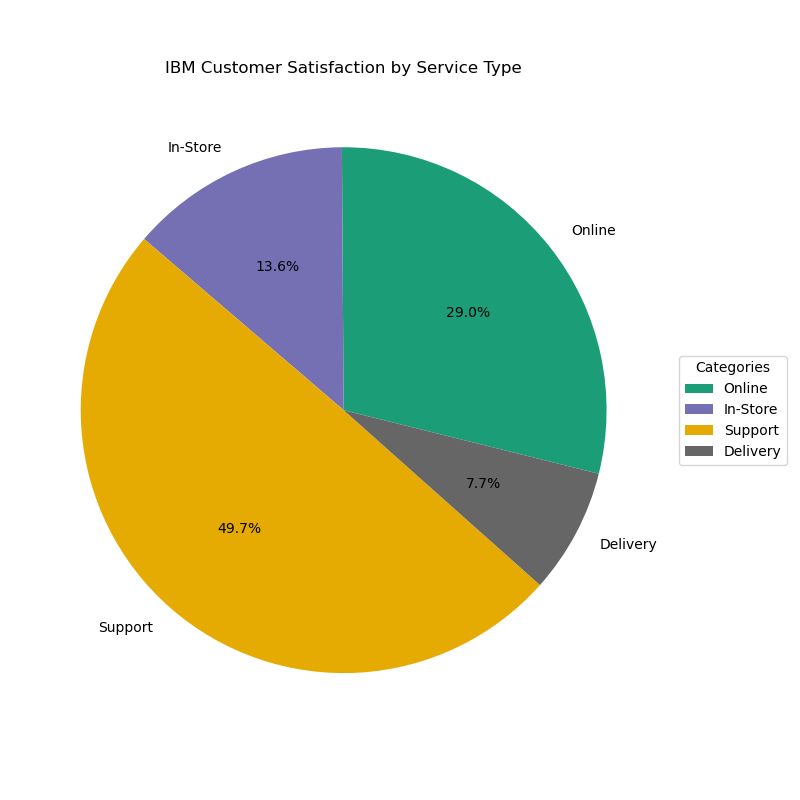 IBM Customer Satisfaction by Service Type
In-Store
Online
13.6%
29.0%
Categories
Online
In-Store
Support
Delivery
7.7%
49.7%
Delivery
Support